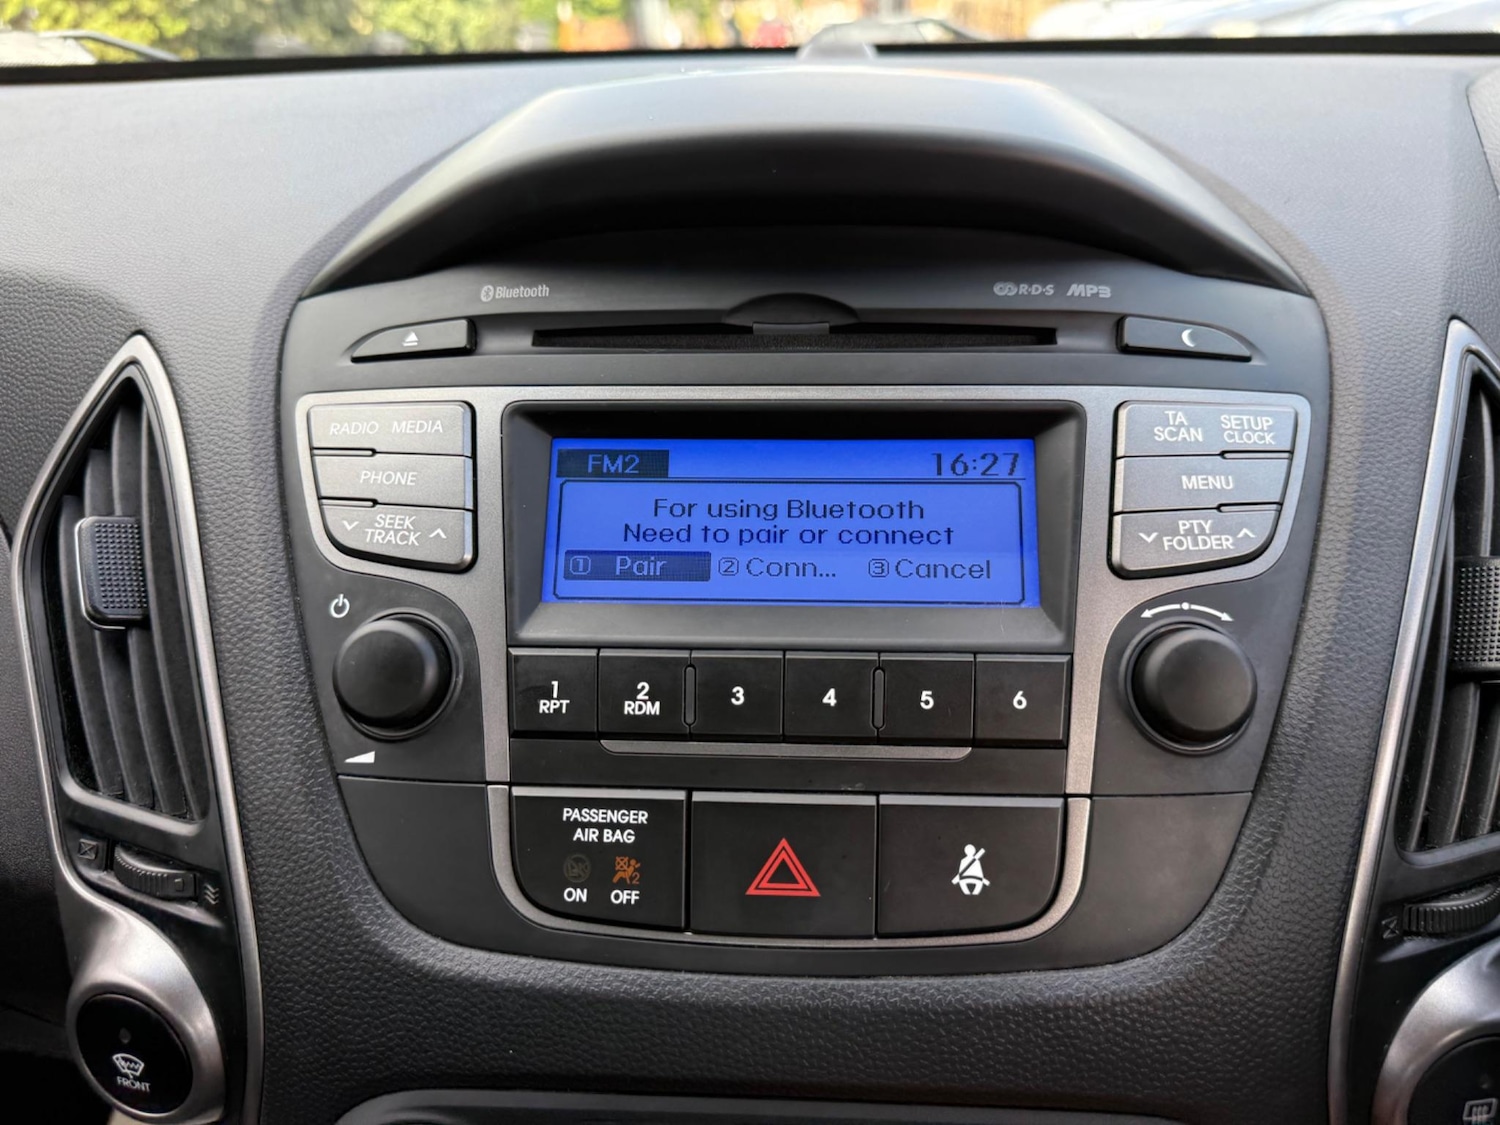 Bluetooth
R·D·S MP3
RADIO MEDIA
PHONE
SEEK
TRACK
FM2 16:27
For using Bluetooth
Need to pair or connect
1 Pair 2 Conn... 3 Cancel
TA
SCAN
SETUP
CLOCK
MENU
PTY
FOLDER
1
RPT
2
RDM
3
4
5
6
PASSENGER
AIR BAG
ON OFF
2
FRONT